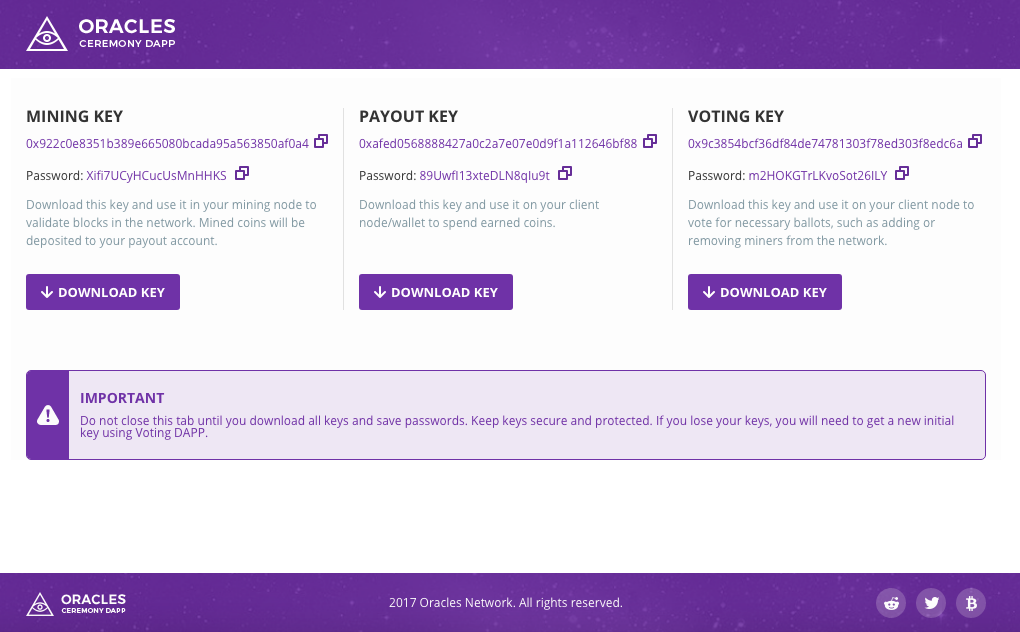 ORACLES
CEREMONY DAPP
MINING KEY
0x922c0e8351b389e665080bcada95a563850af0a4
Password: Xifi7UCyHCucUsMnHHKS
Download this key and use it in your mining node to
validate blocks in the network. Mined coins will be
deposited to your payout account.
DOWNLOAD KEY
PAYOUT KEY
0xafed0568888427a0c2a7e07e0d9f1a112646bf88
Password: 89Uwfl13xteDLN8qIu9t
Download this key and use it on your client
node/wallet to spend earned coins.
DOWNLOAD KEY
VOTING KEY
0x9c3854bcf36df84de74781303f78ed303f8edc6a
Password: m2HOKGTrLKvoSot26ILY
Download this key and use it on your client node to
vote for necessary ballots, such as adding or
removing miners from the network.
DOWNLOAD KEY
IMPORTANT
Do not close this tab until you download all keys and save passwords. Keep keys secure and protected. If you lose your keys, you will need to get a new initial
key using Voting DAPP.
ORACLES
CEREMONY DAPP
2017 Oracles Network. All rights reserved.